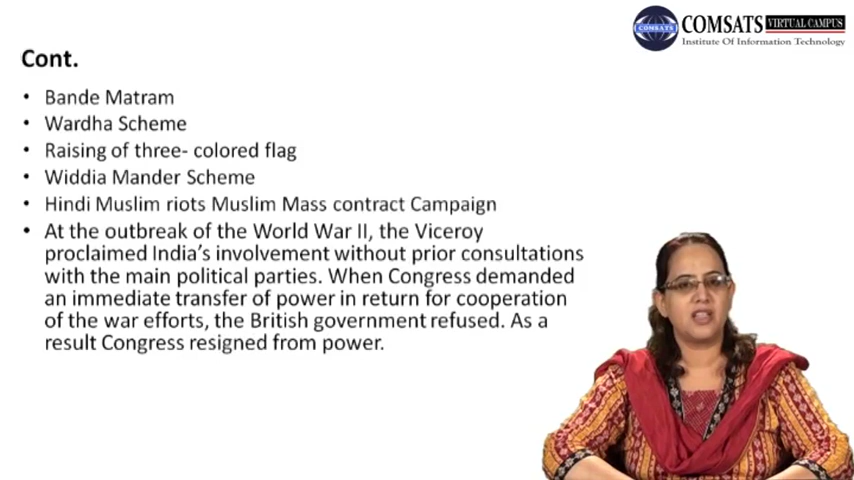 COMSATS VIRTUAL CAMPUS
COMSATS
Institute Of Information Technology
Cont.
• Bande Matram
• Wardha Scheme
• Raising of three- colored flag
• Widdia Mander Scheme
• Hindi Muslim riots Muslim Mass contract Campaign
• At the outbreak of the World War II, the Viceroy
proclaimed India's involvement without prior consultations
with the main political parties. When Congress demanded
an immediate transfer of power in return for cooperation
of the war efforts, the British government refused. As a
result Congress resigned from power.